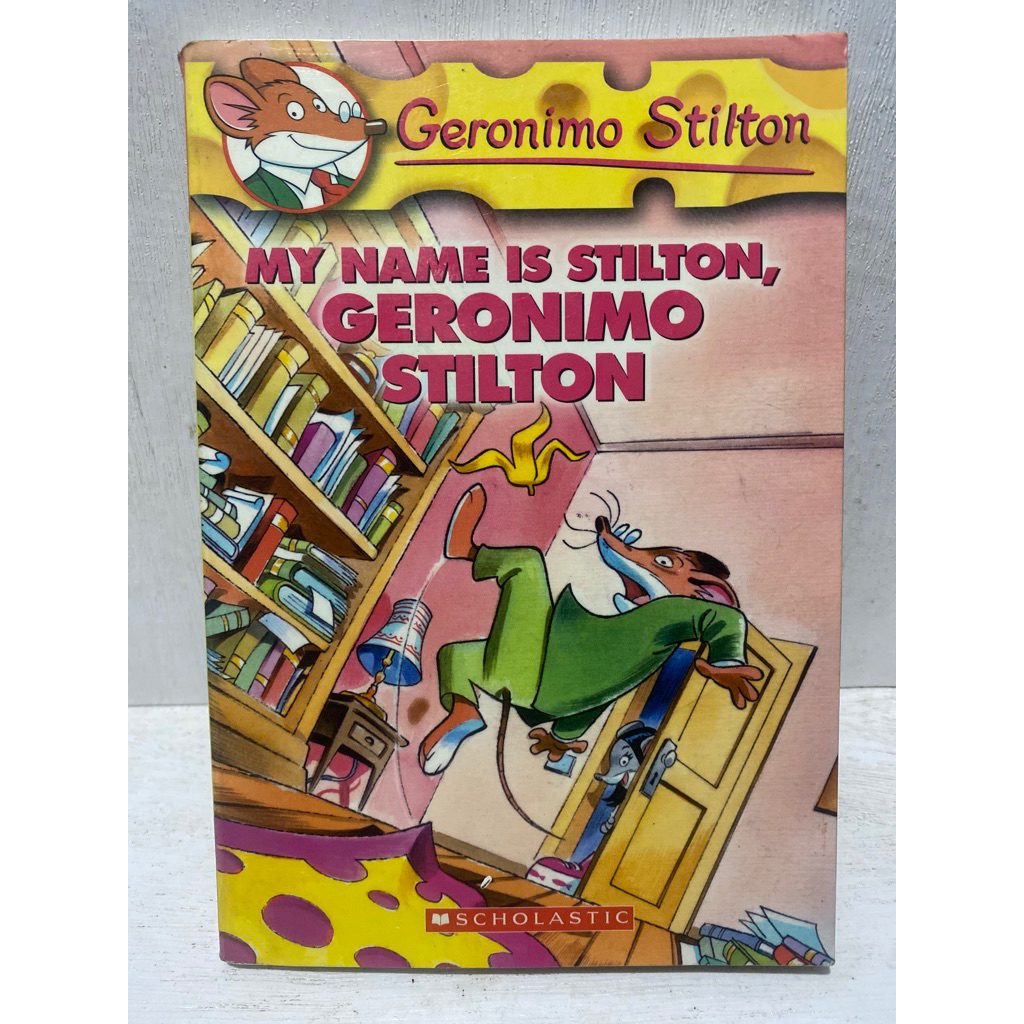 Geronimo Stilton
MY NAME IS STILTON,
GERONIMO
STILTON
SCHOLASTIC